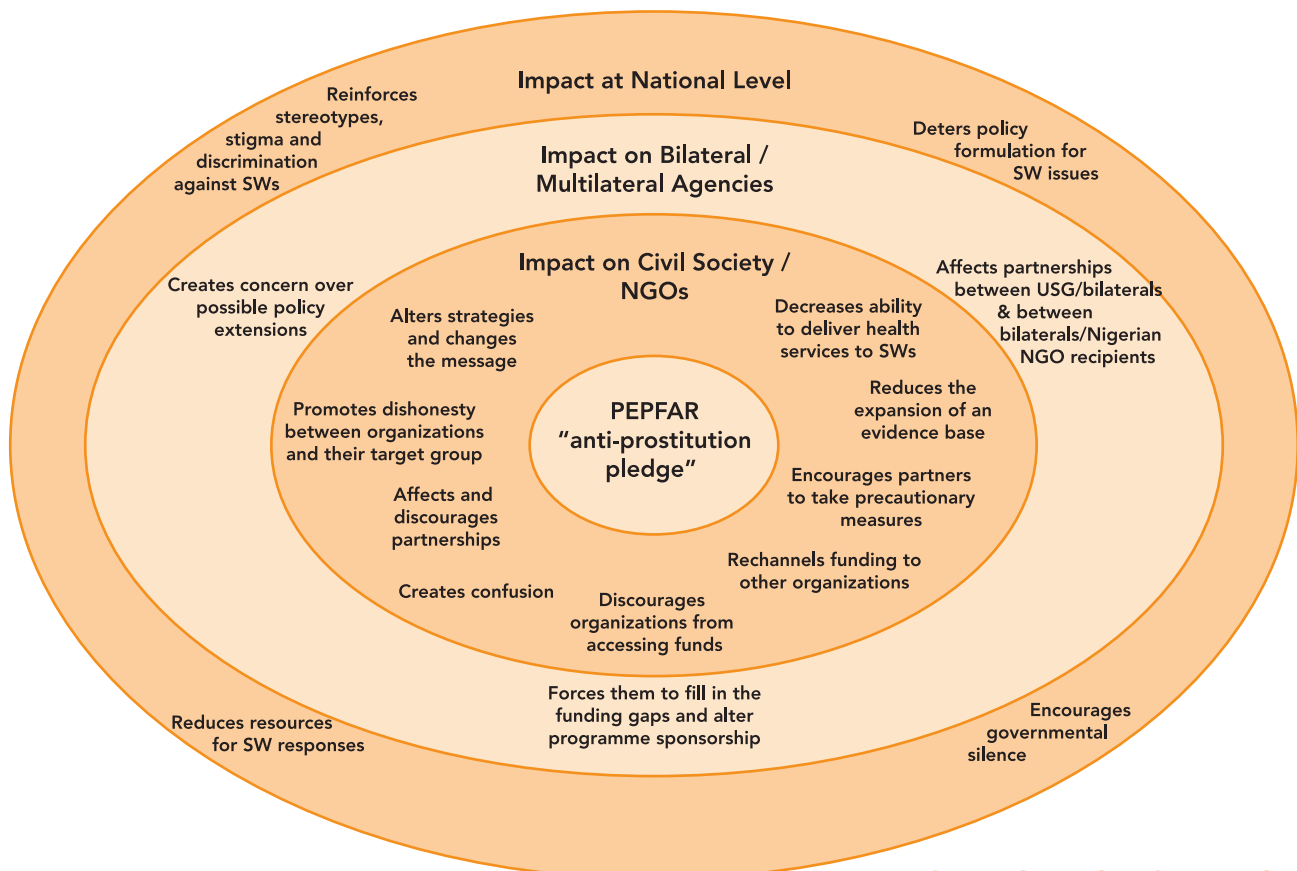 Impact at National Level
Reinforces
stereotypes,
stigma and
discrimination
against SWs
Deters policy
formulation for
SW issues
Impact on Bilateral /
Multilateral Agencies
Creates concern over
possible policy
extensions
Affects partnerships
between USG/bilaterals
& between
bilaterals/Nigerian
NGO recipients
Impact on Civil Society /
NGOs
Alters strategies
and changes
the message
Decreases ability
to deliver health
services to SWs
Promotes dishonesty
between organizations
and their target group
PEPFAR
"anti-prostitution
pledge"
Reduces the
expansion of an
evidence base
Affects and
discourages
partnerships
Encourages partners
to take precautionary
measures
Creates confusion
Discourages
organizations from
accessing funds
Rechannels funding to
other organizations
Forces them to fill in the
funding gaps and alter
programme sponsorship
Reduces resources
for SW responses
Encourages
governmental
silence